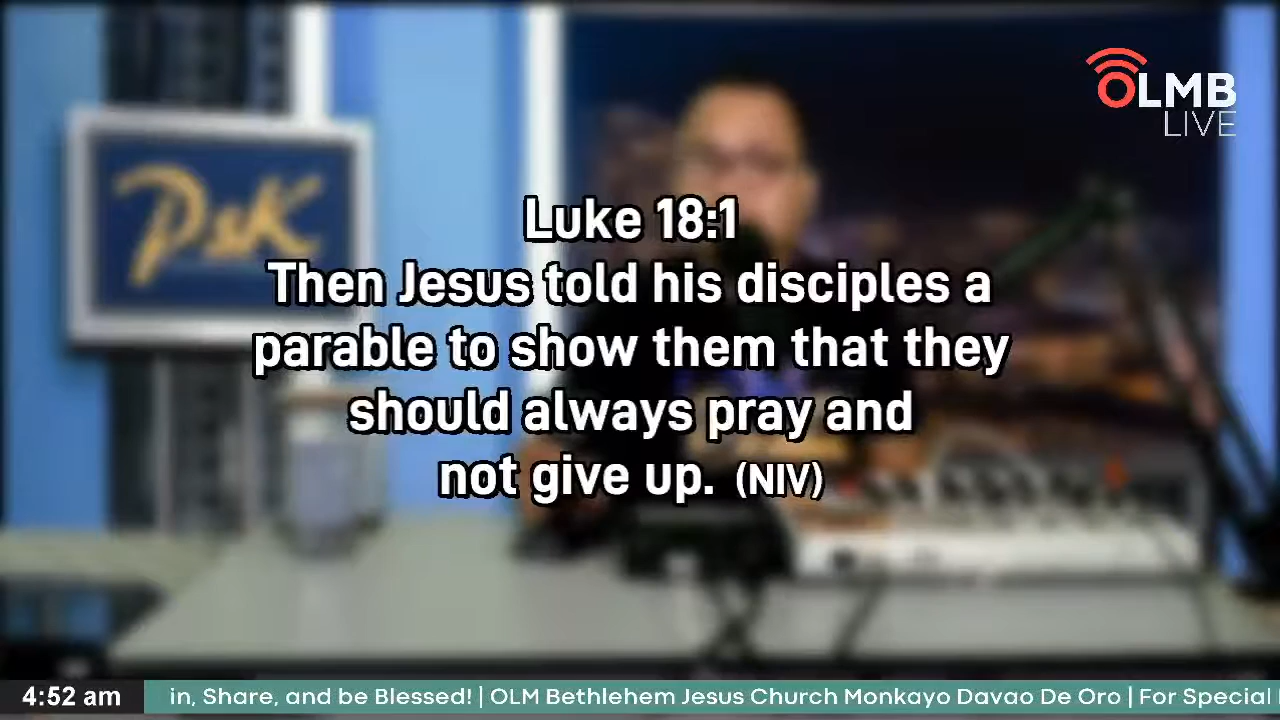 OLMB
LIVE
PsK
Luke 18:1
Then Jesus told his disciples a
parable to show them that they
should always pray and
not give up. (NIV)
4:52 am
in, Share, and be Blessed! | OLM Bethlehem Jesus Church Monkayo Davao De Oro | For Special